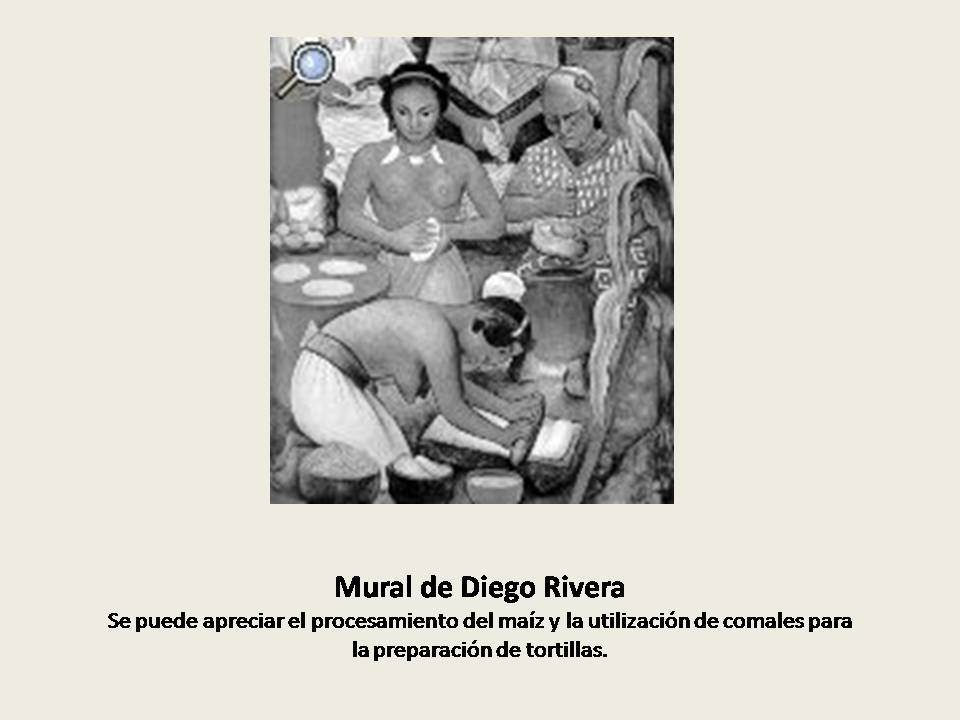 Mural de Diego Rivera
Se puede apreciar el procesamiento del maíz y la utilización de comales para
la preparación de tortillas.